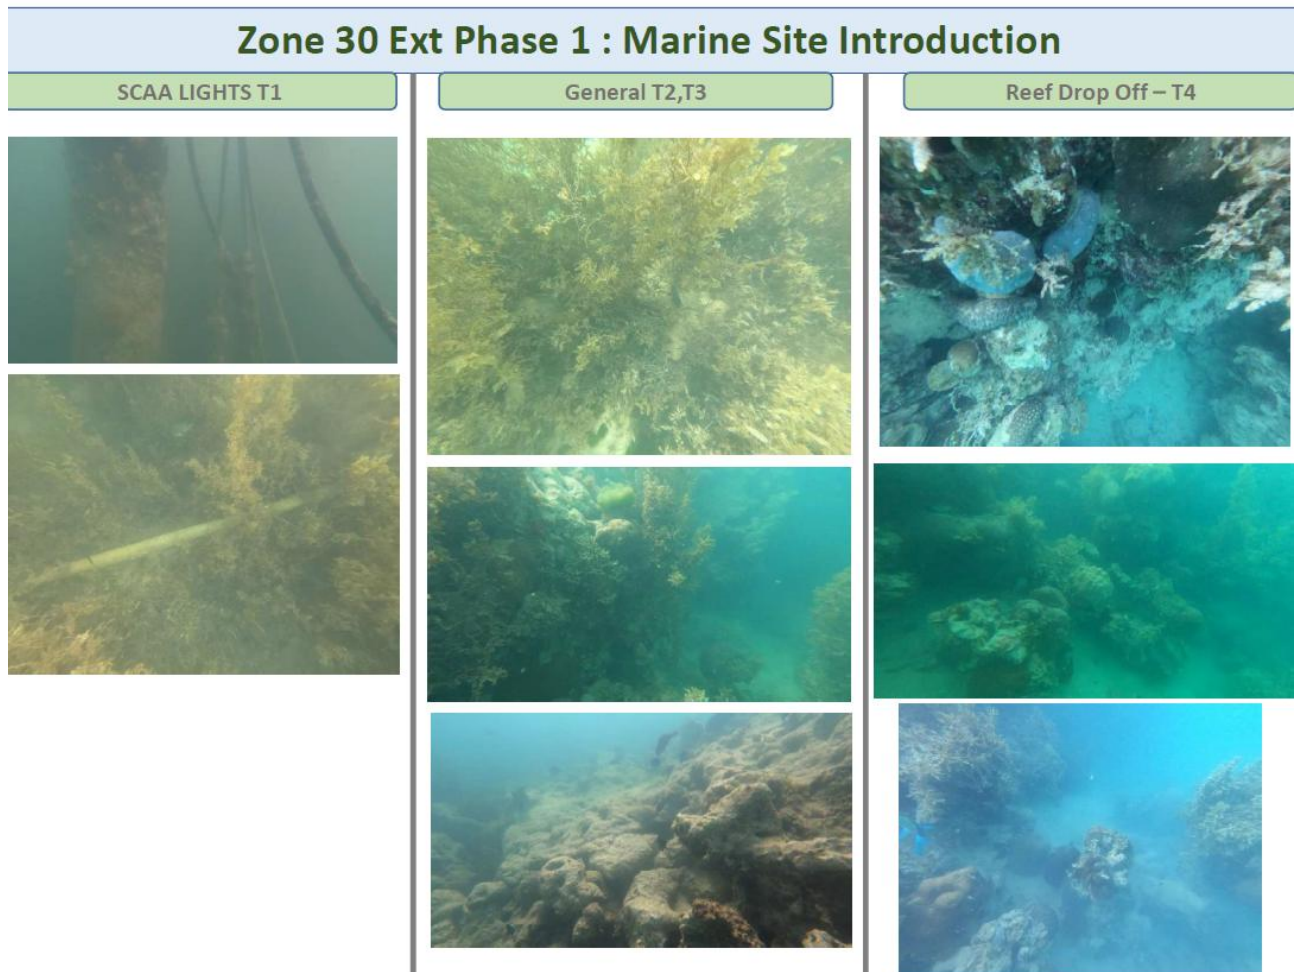 Zone 30 Ext Phase 1 : Marine Site Introduction
SCAA LIGHTS T1
General T2,T3
Reef Drop Off – T4